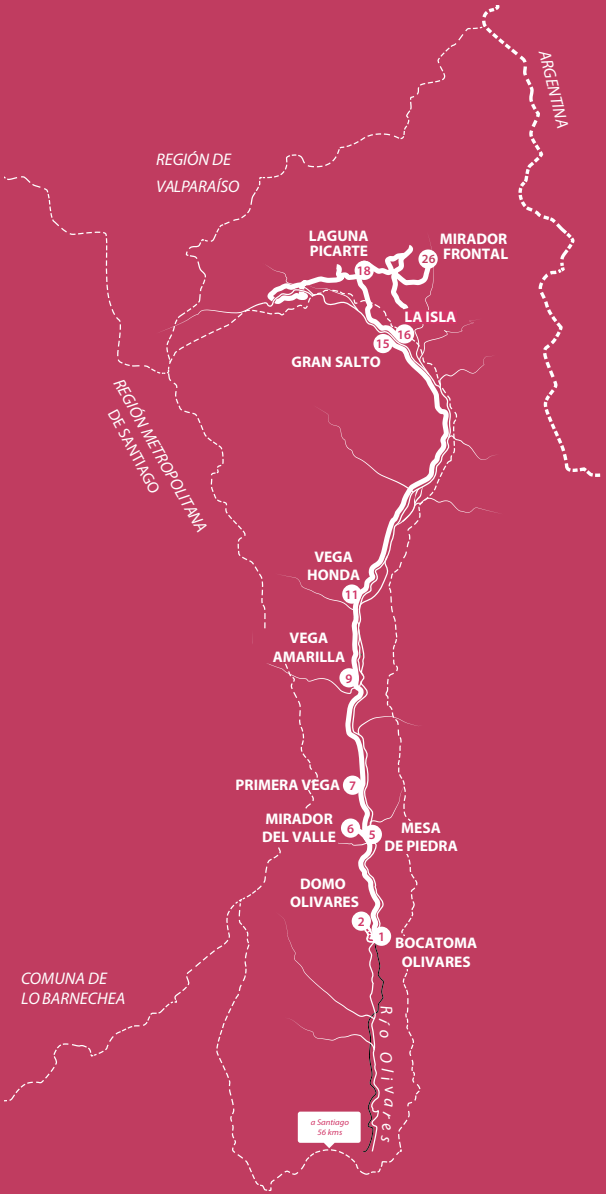 ARGENTINA
REGIÓN DE
VALPARAÍSO
LAGUNA
PICARTE
18
MIRADOR
FRONTAL
26
LA ISLA
16
15
GRAN SALTO
REGIÓN METROPOLITANA
DE SANTIAGO
VEGA
HONDA
11
VEGA
AMARILLA
9
PRIMERA VEGA
7
MIRADOR
DEL VALLE
6
5
MESA
DE PIEDRA
DOMO
OLIVARES
2
1
BOCATOMA
OLIVARES
COMUNA DE
LO BARNECHEA
Río Olivares
a Santiago
56 kms